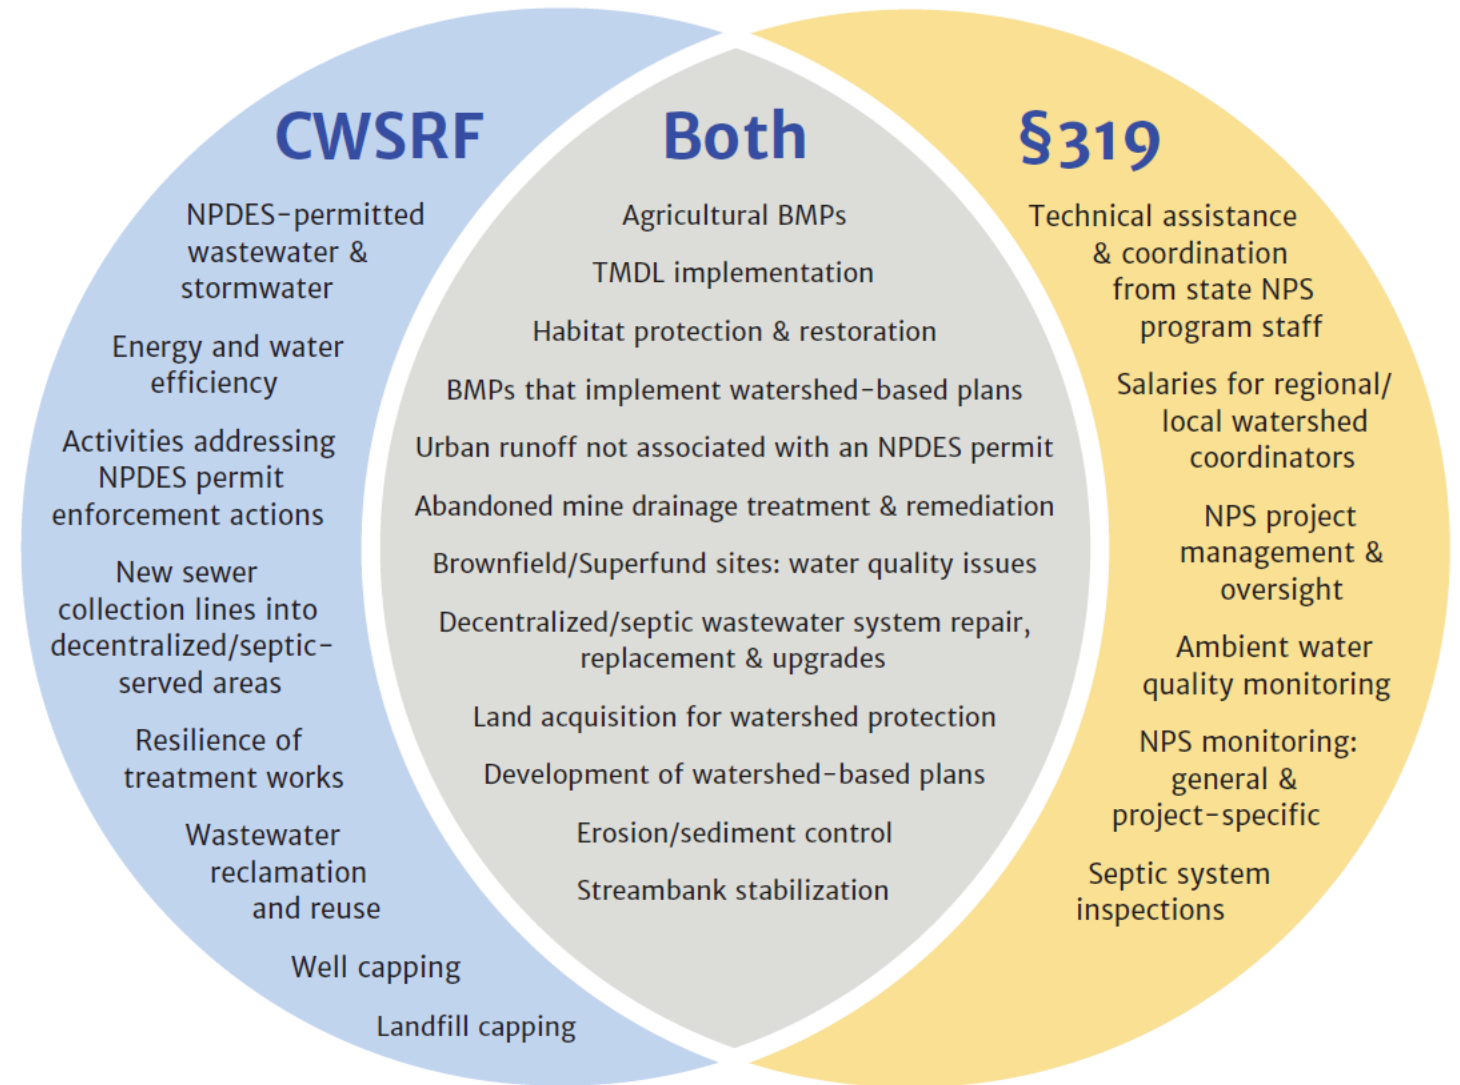 CWSRF
NPDES-permitted
wastewater &
stormwater
Energy and water
efficiency
Activities addressing
NPDES permit
enforcement actions
New sewer
collection lines into
decentralized/septic-
served areas
Resilience of
treatment works
Wastewater
reclamation
and reuse
Well capping
Landfill capping
Both
Agricultural BMPs
TMDL implementation
Habitat protection & restoration
BMPs that implement watershed-based plans
Urban runoff not associated with an NPDES permit
Abandoned mine drainage treatment & remediation
Brownfield/Superfund sites: water quality issues
Decentralized/septic wastewater system repair,
replacement & upgrades
Land acquisition for watershed protection
Development of watershed-based plans
Erosion/sediment control
Streambank stabilization
§319
Technical assistance
& coordination
from state NPS
program staff
Salaries for regional/
local watershed
coordinators
NPS project
management &
oversight
Ambient water
quality monitoring
NPS monitoring:
general &
project-specific
Septic system
inspections